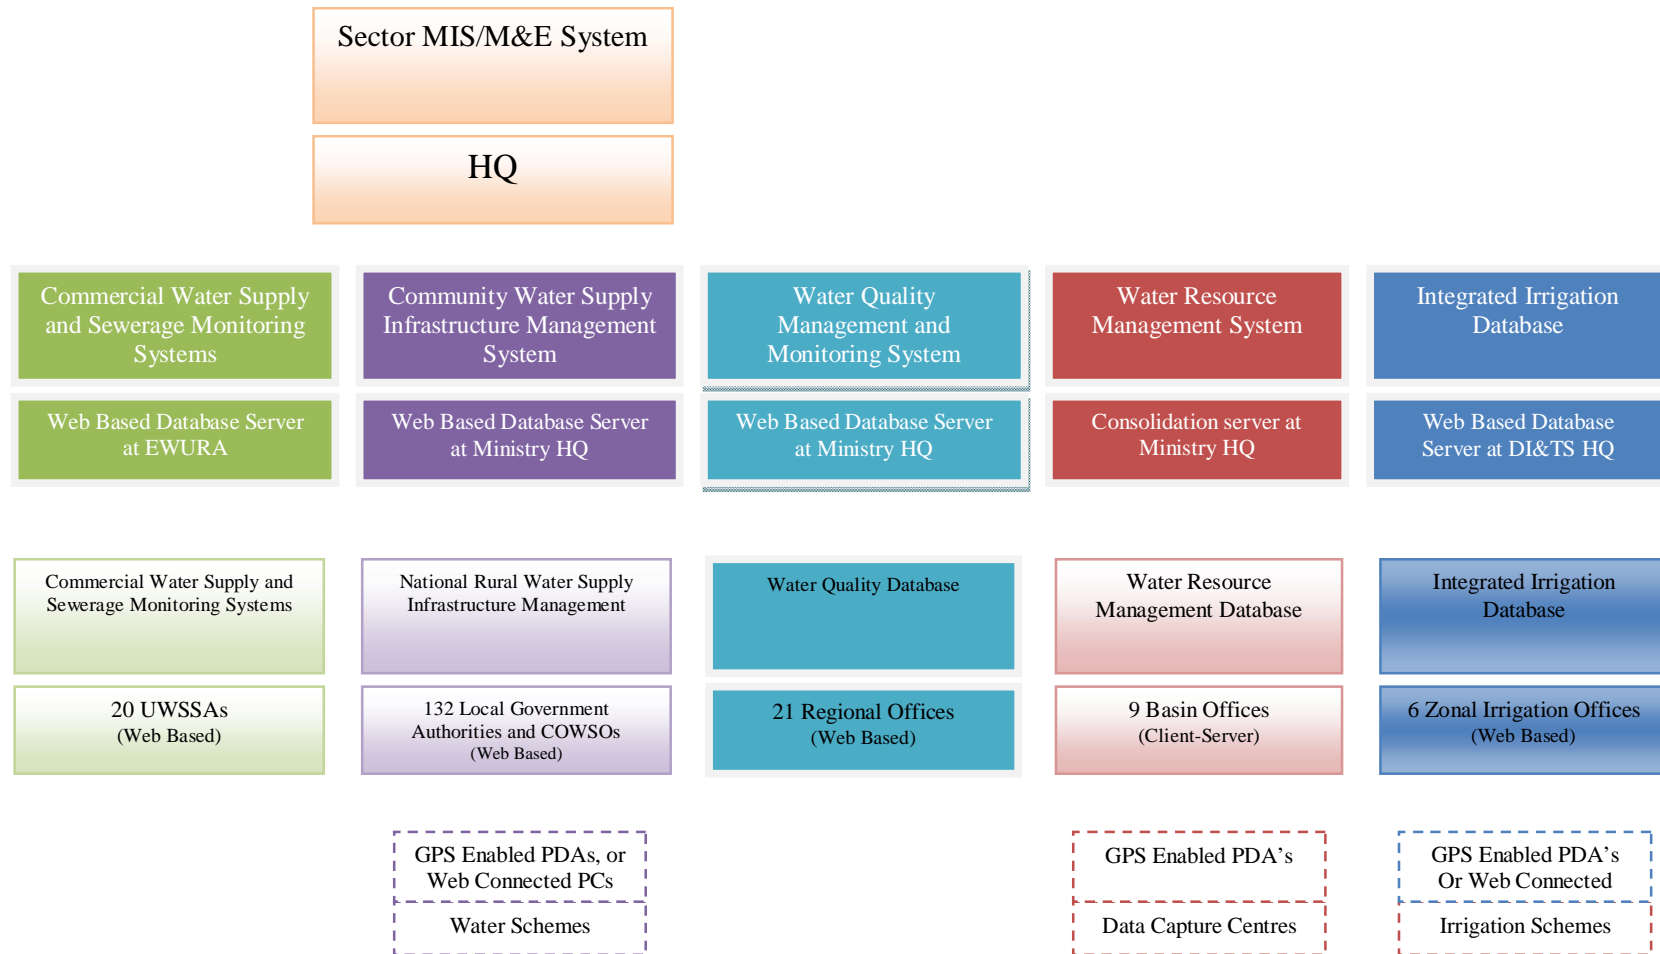 Sector MIS/M&E System
HQ
Commercial Water Supply
and Sewerage Monitoring
Systems
Community Water Supply
Infrastructure Management
System
Water Quality
Management and
Monitoring System
Water Resource
Management System
Integrated Irrigation
Database
Web Based Database Server
at EWURA
Web Based Database Server
at Ministry HQ
Web Based Database Server
at Ministry HQ
Consolidation server at
Ministry HQ
Web Based Database
Server at DI&TS HQ
Commercial Water Supply and
Sewerage Monitoring Systems
National Rural Water Supply
Infrastructure Management
Water Quality Database
Water Resource
Management Database
Integrated Irrigation
Database
20 UWSSAs
(Web Based)
132 Local Government
Authorities and COWSOs
(Web Based)
21 Regional Offices
(Web Based)
9 Basin Offices
(Client-Server)
6 Zonal Irrigation Offices
(Web Based)
GPS Enabled PDAs, or
Web Connected PCs
Water Schemes
GPS Enabled PDA’s
Data Capture Centres
GPS Enabled PDA’s
Or Web Connected
Irrigation Schemes